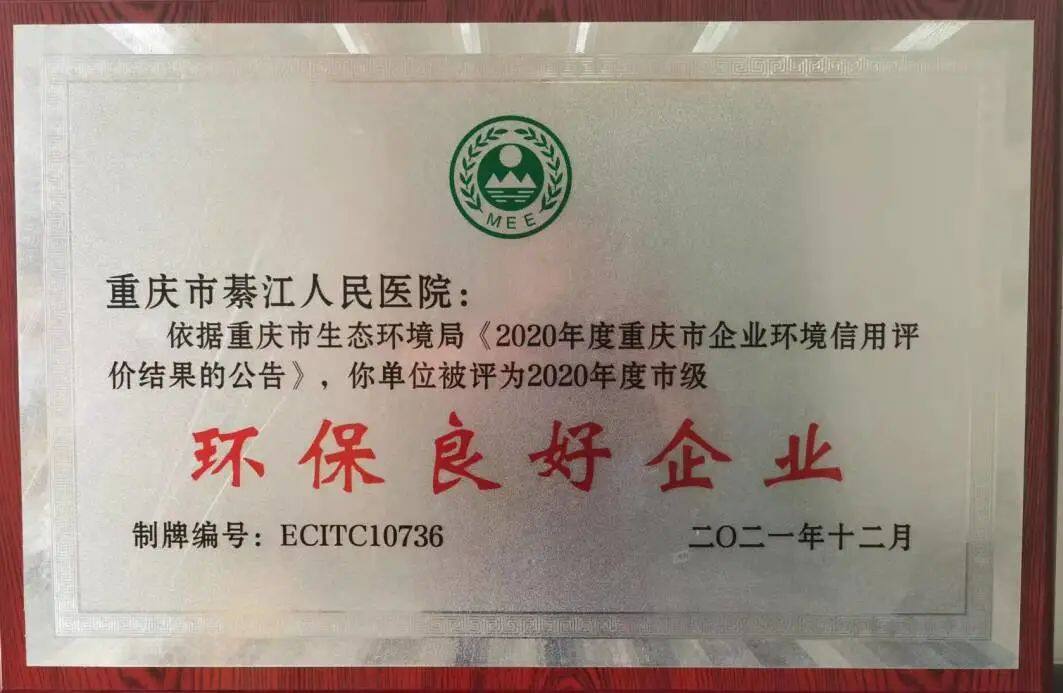 MEE
重庆市綦江人民医院：
依据重庆市生态环境局《2020年度重庆市企业环境信用评
价结果的公告》，你单位被评为2020年度市级
环保良好企业
制牌编号：ECITC10736
二〇二一年十二月